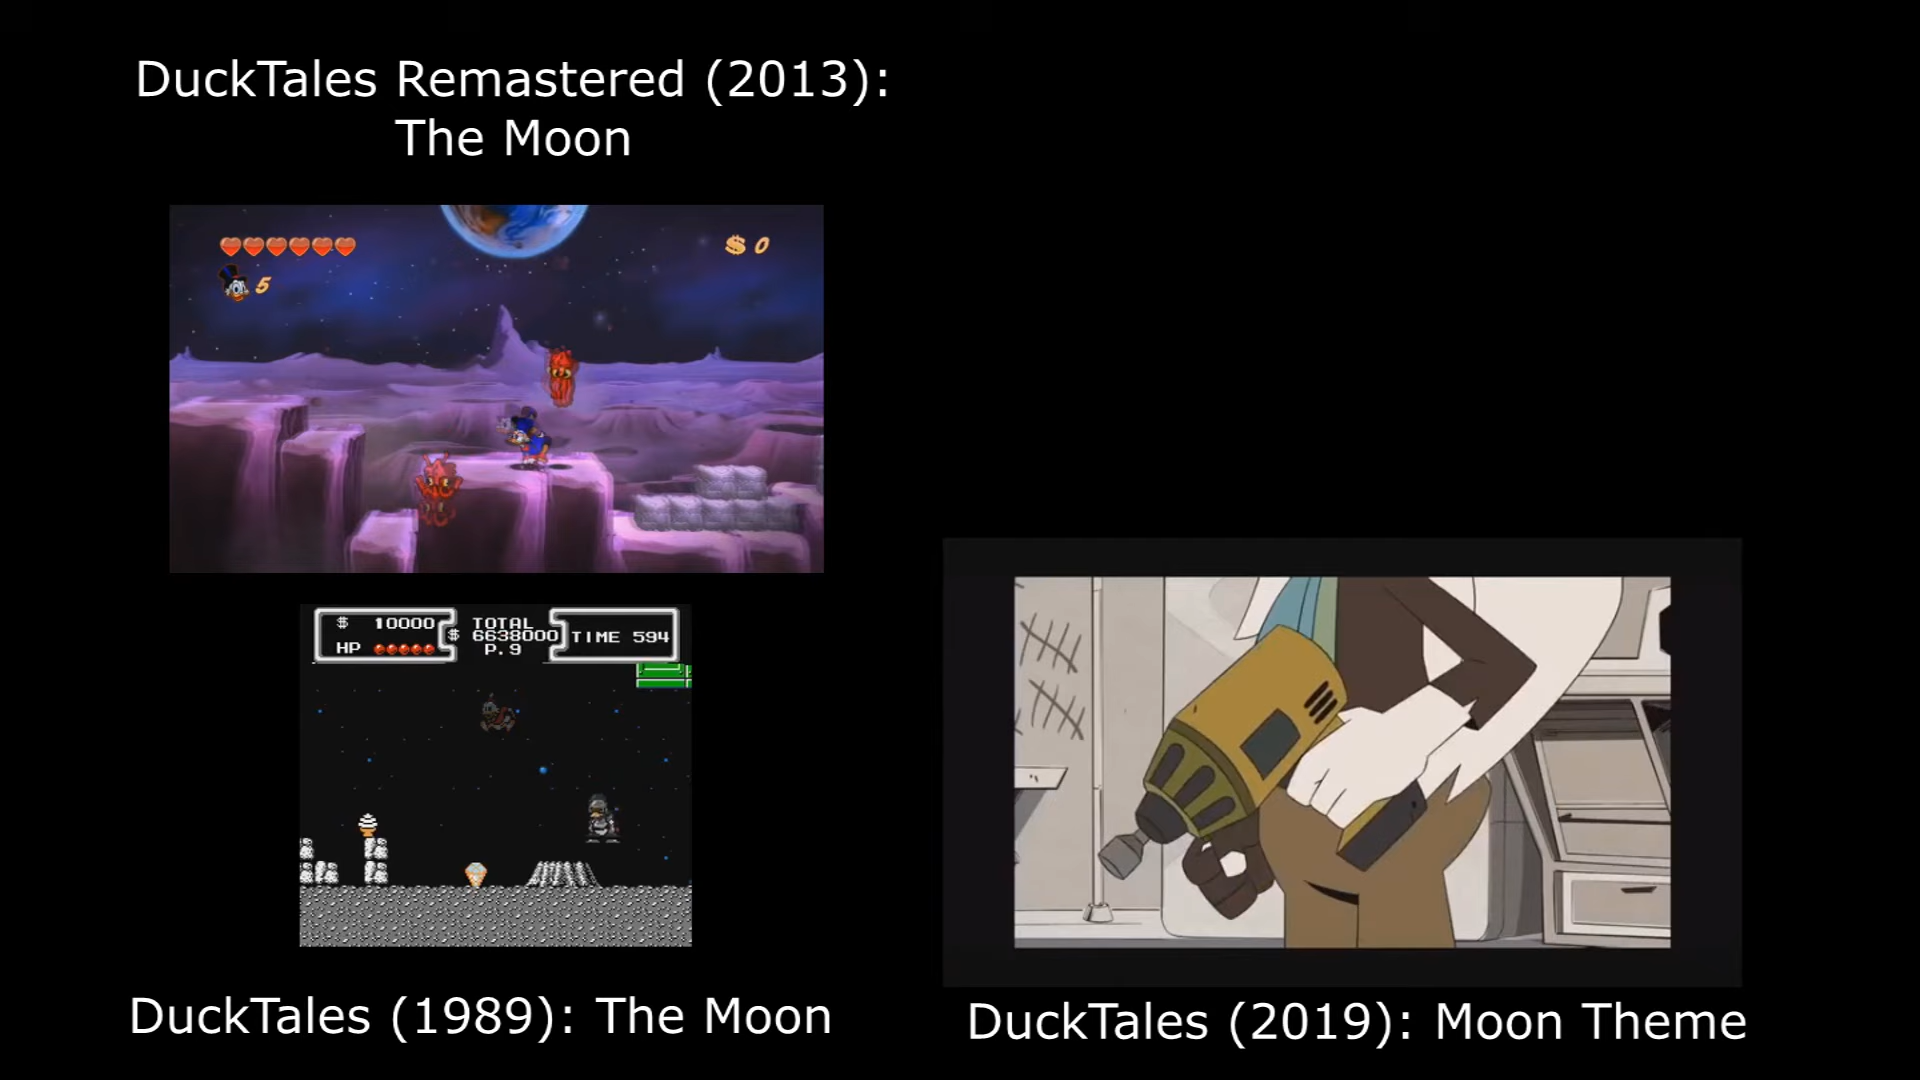 DuckTales Remastered (2013):
The Moon
$ 0
5
$ 10000
HP
TOTAL
$ 6638000
P.9
TIME 594
DuckTales (1989): The Moon
DuckTales (2019): Moon Theme